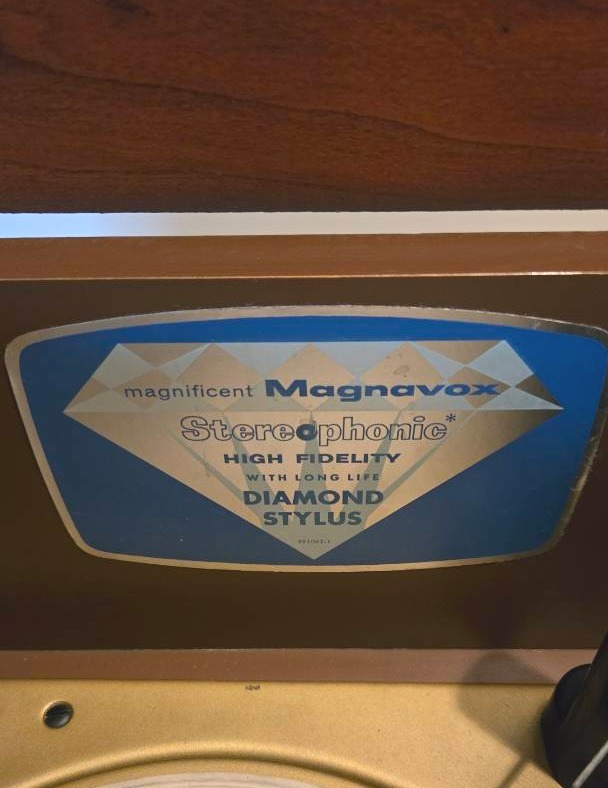 magnificent Magnavox
Stereophonic*
HIGH FIDELITY
WITH LONG LIFE
DIAMOND
STYLUS